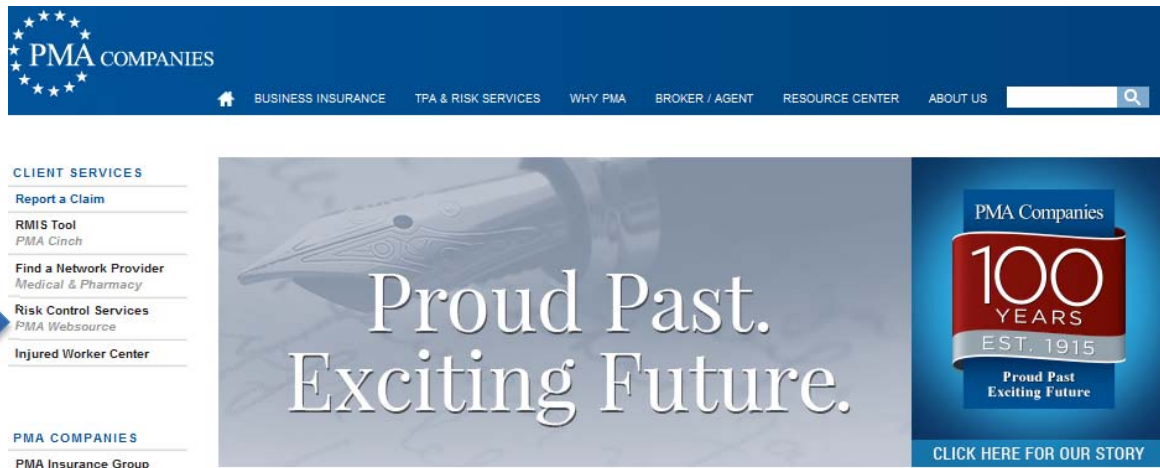 PMA COMPANIES
BUSINESS INSURANCE TPA & RISK SERVICES WHY PMA BROKER / AGENT RESOURCE CENTER ABOUT US
CLIENT SERVICES
Report a Claim
RMIS Tool
PMA Cinch
Find a Network Provider
Medical & Pharmacy
Risk Control Services
PMA Websource
Injured Worker Center
PMA COMPANIES
PMA Insurance Group
Proud Past.
Exciting Future.
PMA Companies
100
YEARS
EST. 1915
Proud Past
Exciting Future
CLICK HERE FOR OUR STORY